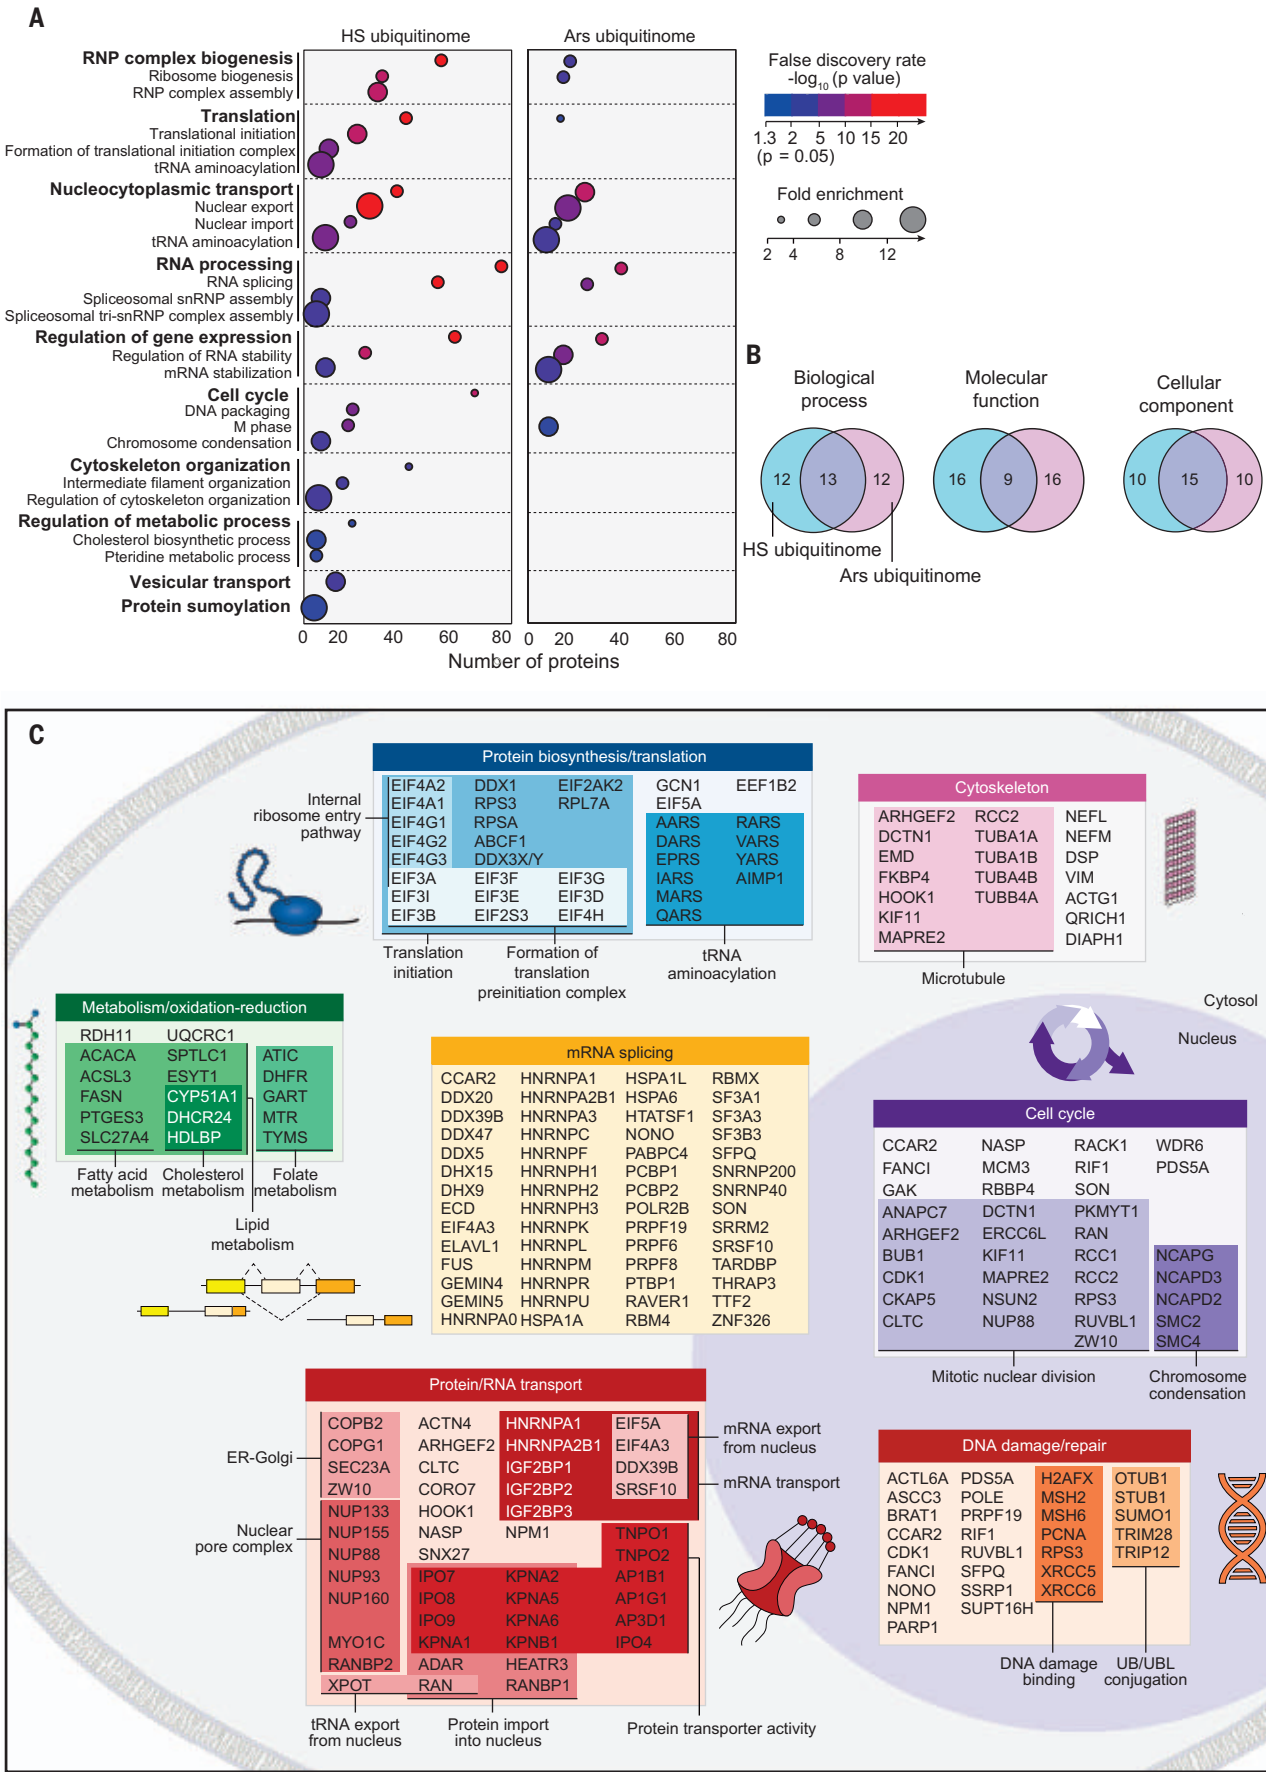 A
HS ubiquitinome
Ars ubiquitinome
RNP complex biogenesis
Ribosome biogenesis
RNP complex assembly
Translation
Translational initiation
Formation of translational initiation complex
tRNA aminoacylation
Nucleocytoplasmic transport
Nuclear export
Nuclear import
tRNA aminoacylation
RNA processing
RNA splicing
Spliceosomal snRNP assembly
Spliceosomal tri-snRNP complex assembly
Regulation of gene expression
Regulation of RNA stability
mRNA stabilization
Cell cycle
DNA packaging
M phase
Chromosome condensation
Cytoskeleton organization
Intermediate filament organization
Regulation of cytoskeleton organization
Regulation of metabolic process
Cholesterol biosynthetic process
Pteridine metabolic process
Vesicular transport
Protein sumoylation
0 20 40 60 80
0 20 40 60 80
Number of proteins
False discovery rate
-log10 (p value)
1.3 2 5 10 15 20
(p = 0.05)
Fold enrichment
2 4 8 12
B
Biological
process
Molecular
function
Cellular
component
12 13 12
16 9 16
10 15 10
HS ubiquitinome
Ars ubiquitinome
C
Protein biosynthesis/translation
Internal
ribosome entry
pathway
EIF4A2 DDX1 EIF2AK2 GCN1 EEF1B2
EIF4A1 RPS3 RPL7A EIF5A
EIF4G1 RPSA AARS RARS
EIF4G2 ABCF1 DARS VARS
EIF4G3 DDX3X/Y EPRS YARS
EIF3A EIF3F EIF3G IARS AIMP1
EIF3I EIF3E EIF3D MARS
EIF3B EIF2S3 EIF4H QARS
Translation
initiation
Formation of
translation
preinitiation complex
tRNA
aminoacylation
Cytoskeleton
ARHGEF2 RCC2 NEFL
DCTN1 TUBA1A NEFM
EMD TUBA1B DSP
FKBP4 TUBA4B VIM
HOOK1 TUBB4A ACTG1
KIF11 QRICH1
MAPRE2 DIAPH1
Microtubule
Cytosol
Nucleus
Metabolism/oxidation-reduction
RDH11 UQCRC1
ACACA SPTLC1 ATIC
ACSL3 ESYT1 DHFR
FASN CYP51A1 GART
PTGES3 DHCR24 MTR
SLC27A4 HDLBP TYMS
Fatty acid
metabolism
Cholesterol
metabolism
Folate
metabolism
Lipid
metabolism
mRNA splicing
CCAR2 HNRNPA1 HSPA1L RBMX
DDX20 HNRNPA2B1 HSPA6 SF3A1
DDX39B HNRNPA3 HTATSF1 SF3A3
DDX47 HNRNPC NONO SF3B3
DDX5 HNRNPF PABPC4 SFPQ
DHX15 HNRNPH1 PCBP1 SNRNP200
DHX9 HNRNPH2 PCBP2 SNRNP40
ECD HNRNPH3 POLR2B SON
EIF4A3 HNRNPK PRPF19 SRRM2
ELAVL1 HNRNPL PRPF6 SRSF10
FUS HNRNPM PRPF8 TARDBP
GEMIN4 HNRNPR PTBP1 THRAP3
GEMIN5 HNRNPU RAVER1 TTF2
HNRNPA0 HSPA1A RBM4 ZNF326
Cell cycle
CCAR2 NASP RACK1 WDR6
FANCI MCM3 RIF1 PDS5A
GAK RBBP4 SON
ANAPC7 DCTN1 PKMYT1
ARHGEF2 ERCC6L RAN
BUB1 KIF11 RCC1 NCAPG
CDK1 MAPRE2 RCC2 NCAPD3
CKAP5 NSUN2 RPS3 NCAPD2
CLTC NUP88 RUVBL1 SMC2
ZW10 SMC4
Mitotic nuclear division
Chromosome
condensation
Protein/RNA transport
COPB2 ACTN4 HNRNPA1 EIF5A
COPG1 ARHGEF2 HNRNPA2B1 EIF4A3
SEC23A CLTC IGF2BP1 DDX39B
ZW10 CORO7 IGF2BP2 SRSF10
NUP133 HOOK1 IGF2BP3
NUP155 NASP NPM1 TNPO1
NUP88 SNX27 TNPO2
NUP93 IPO7 KPNA2 AP1B1
NUP160 IPO8 KPNA5 AP1G1
IPO9 KPNA6 AP3D1
MYO1C KPNA1 KPNB1 IPO4
RANBP2 ADAR HEATR3
XPOT RAN RANBP1
ER-Golgi
Nuclear
pore complex
mRNA export
from nucleus
mRNA transport
tRNA export
from nucleus
Protein import
into nucleus
Protein transporter activity
DNA damage/repair
ACTL6A PDS5A H2AFX OTUB1
ASCC3 POLE MSH2 STUB1
BRAT1 PRPF19 MSH6 SUMO1
CCAR2 RIF1 PCNA TRIM28
CDK1 RUVBL1 RPS3 TRIP12
FANCI SFPQ XRCC5
NONO SSRP1 XRCC6
NPM1 SUPT16H
PARP1
DNA damage
binding
UB/UBL
conjugation